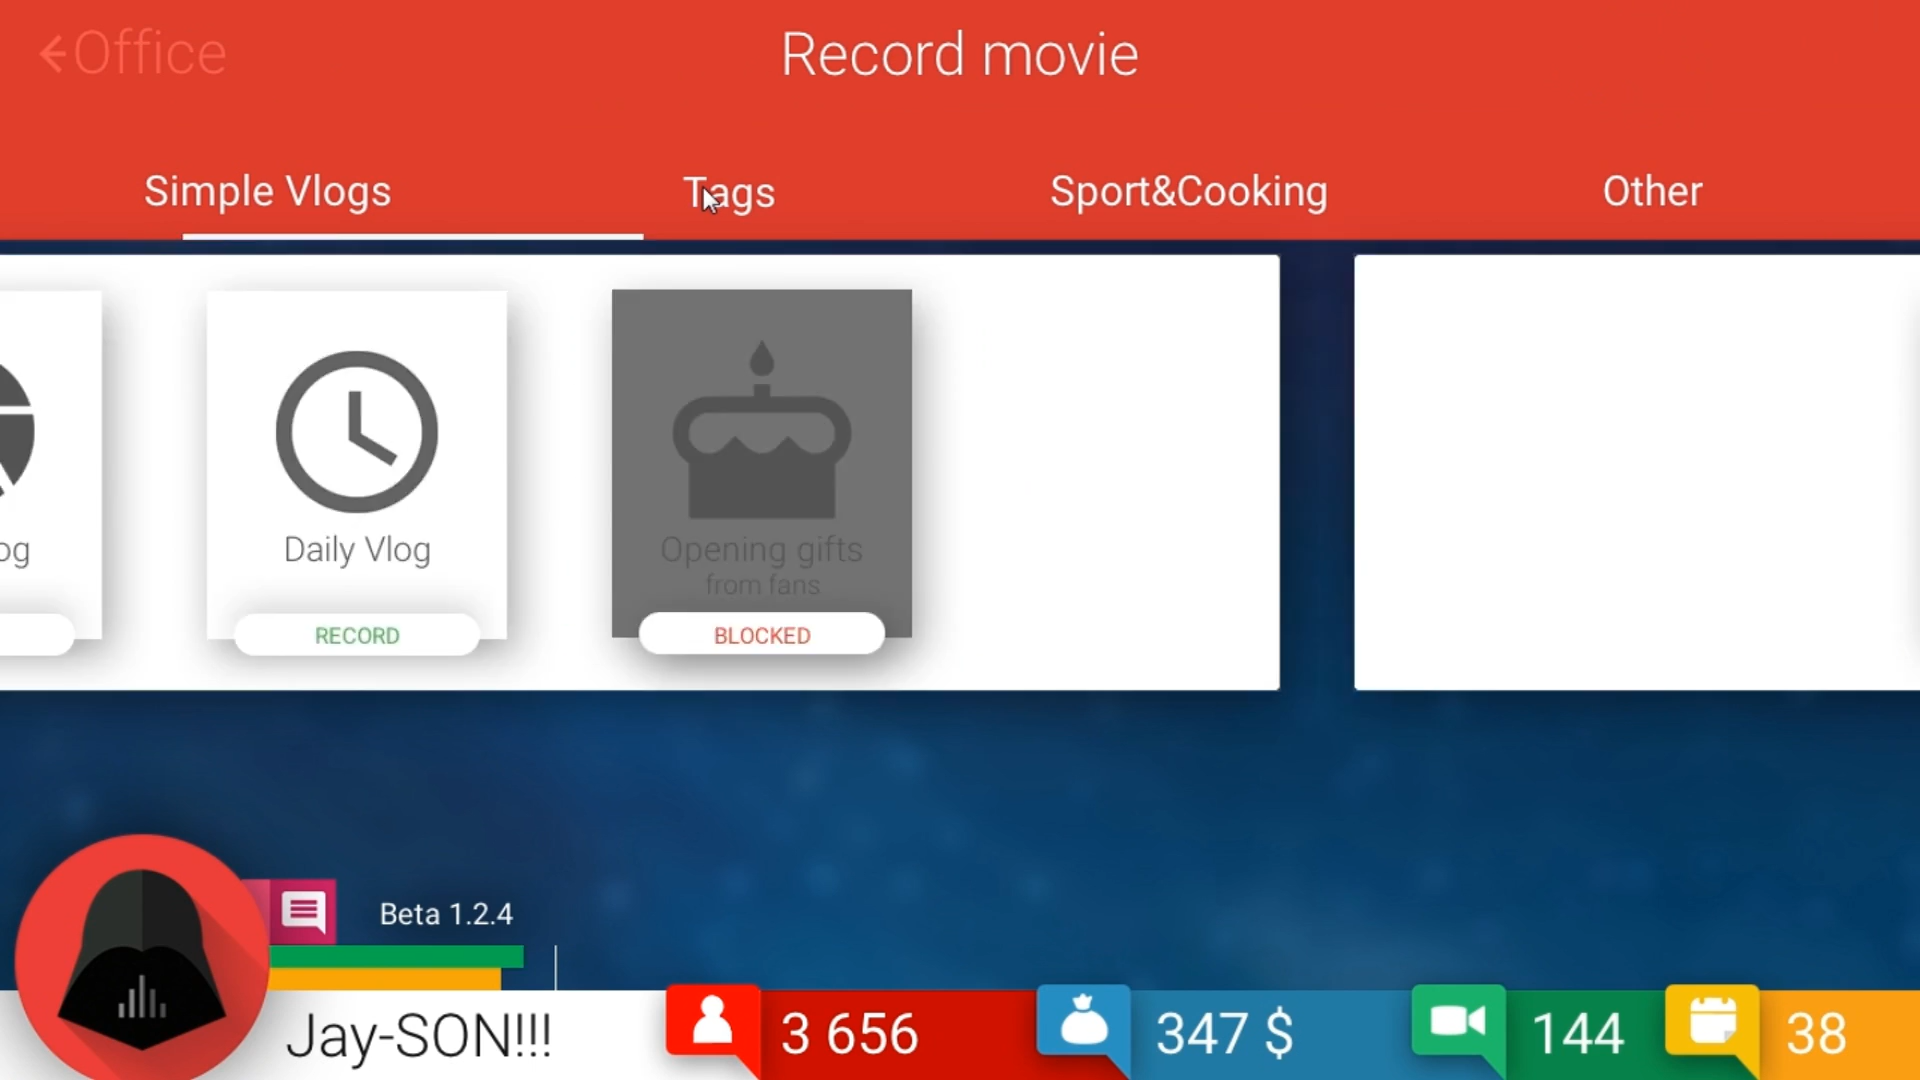 Office
Record movie
Simple Vlogs
Tags
Sport&Cooking
Other
og
Daily Vlog
RECORD
Opening gifts
from fans
BLOCKED
Beta 1.2.4
Jay-SON!!!
3 656
347 $
144
38